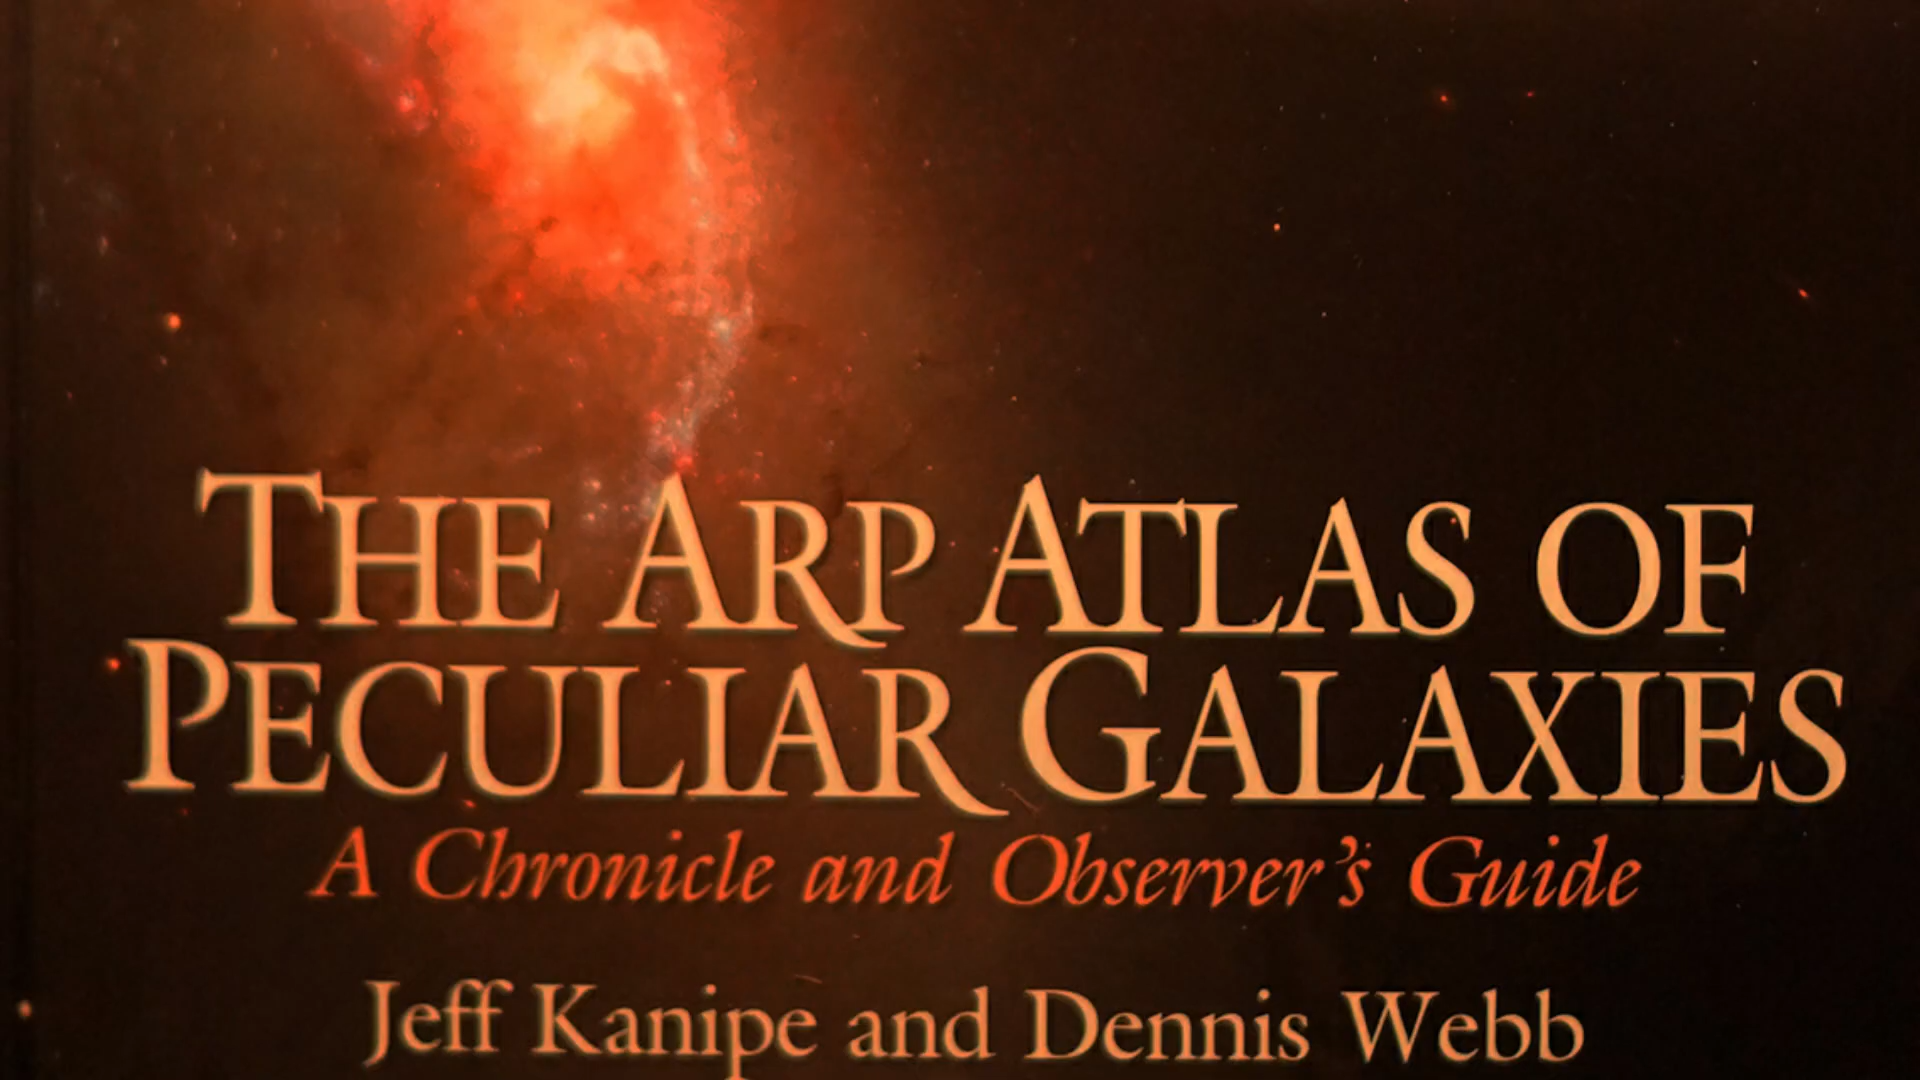 THE ARP ATLAS OF
PECULIAR GALAXIES
A Chronicle and Observer's Guide
Jeff Kanipe and Dennis Webb